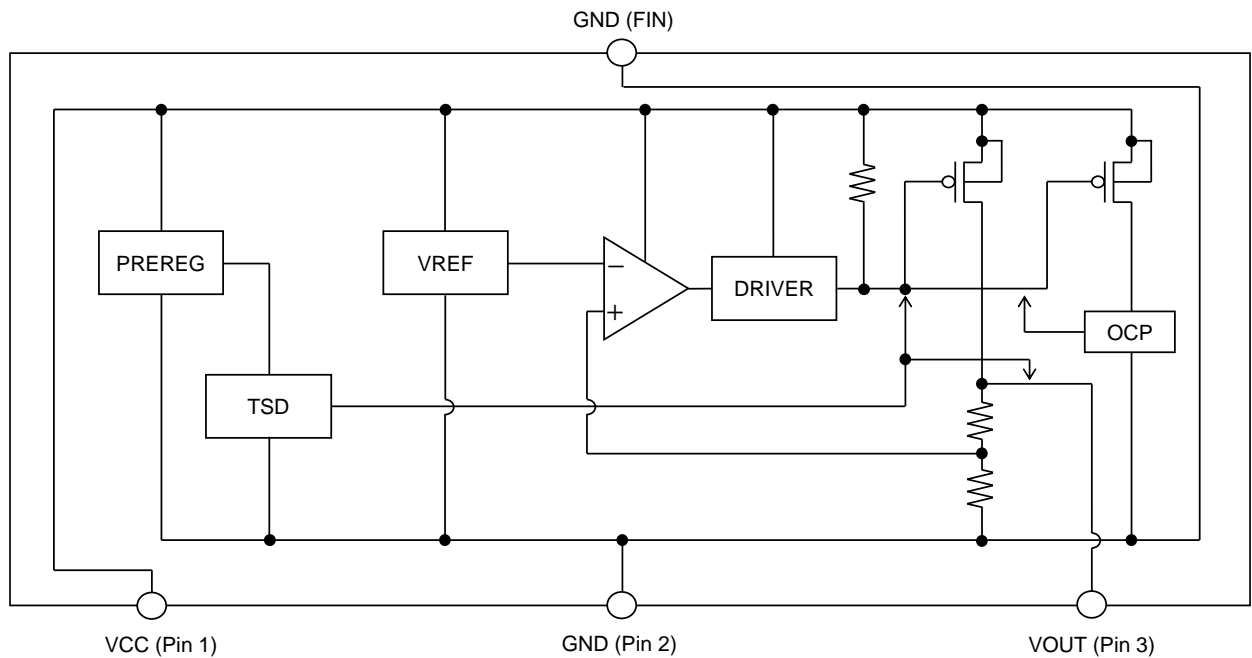 GND (FIN)
PREREG
VREF
−
+
DRIVER
OCP
TSD
VCC (Pin 1)
GND (Pin 2)
VOUT (Pin 3)